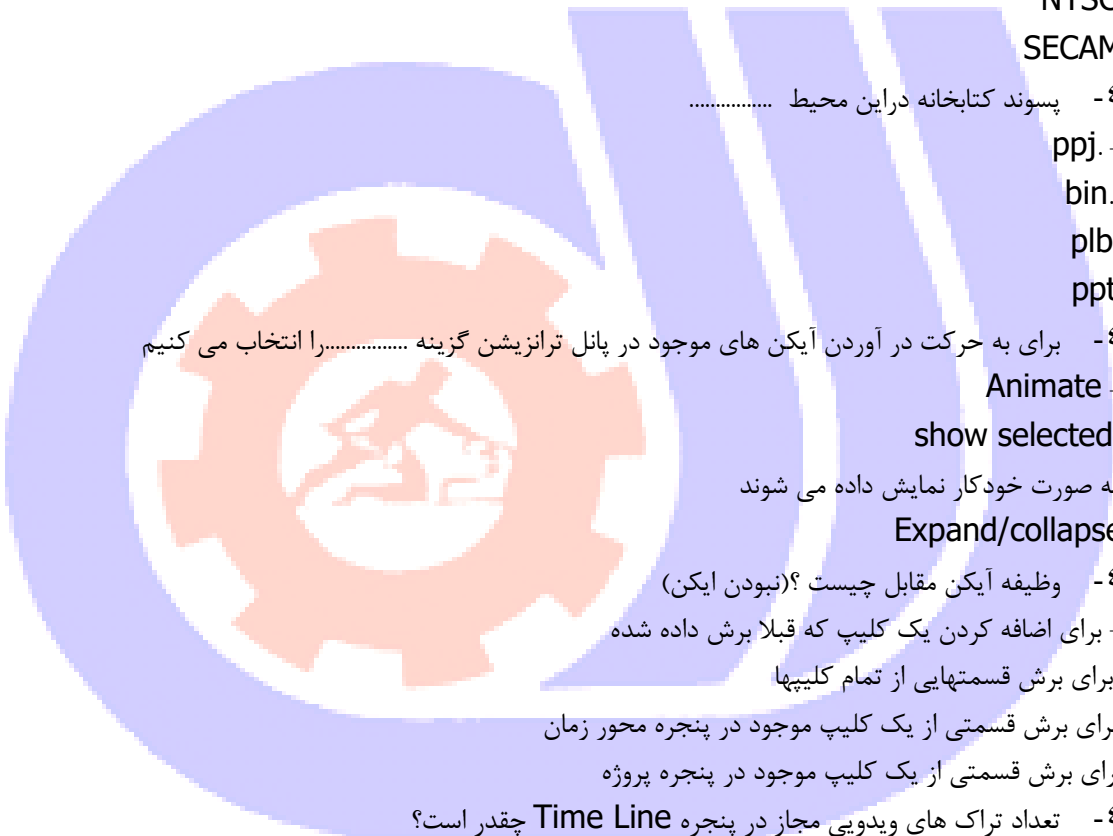 NTSC
SECAM
4- پسوند کتابخانه دراین محیط ................
.ppj
.bin
plb
ppt
4- برای به حرکت در آوردن آیکن های موجود در پانل ترانزیشن گزینه ................را انتخاب می کنیم
Animate
show selected
به صورت خودکار نمایش داده می شوند
Expand/collapse
4- وظیفه آیکن مقابل چیست ؟(نبودن ایکن)
- برای اضافه کردن یک کلیپ که قبلا برش داده شده
برای برش قسمتهایی از تمام کلیپها
برای برش قسمتی از یک کلیپ موجود در پنجره محور زمان
برای برش قسمتی از یک کلیپ موجود در پنجره پروژه
4- تعداد تراک های ویدویی مجاز در پنجره Time Line چقدر است؟